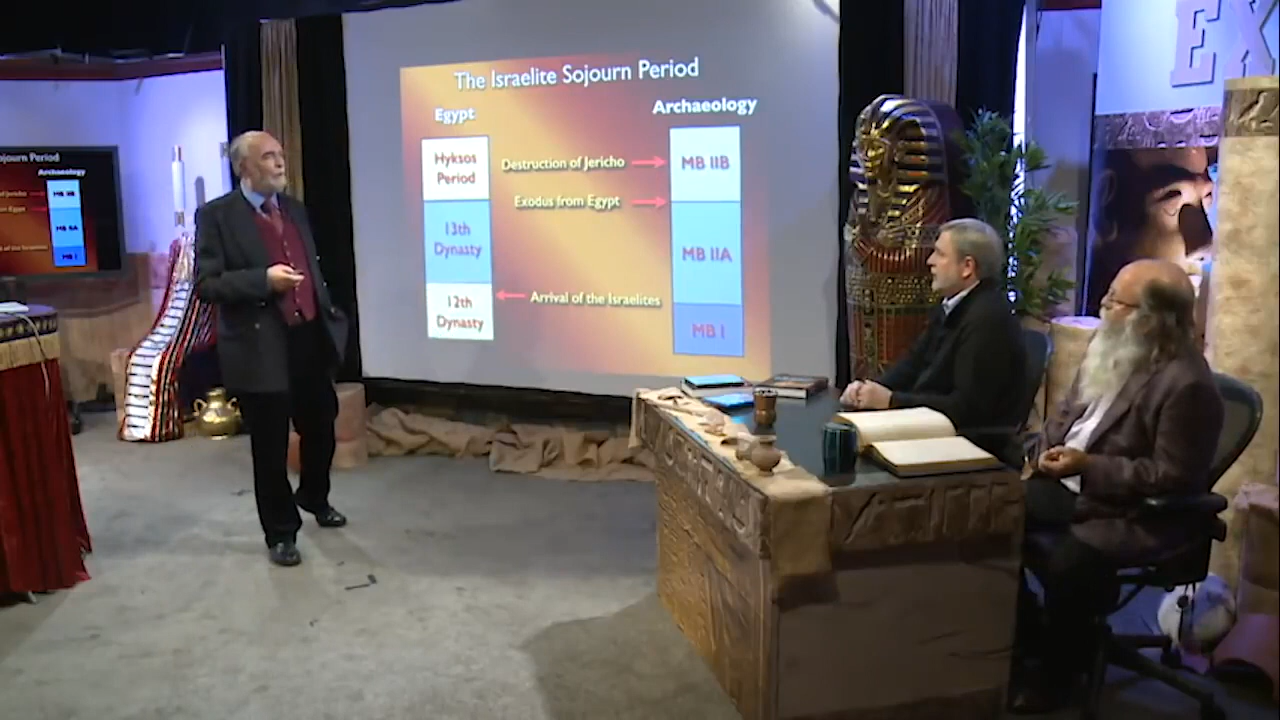 The Israelite Sojourn Period
Egypt
Archaeology
Hyksos
Period
13th
Dynasty
12th
Dynasty
Destruction of Jericho
Exodus from Egypt
Arrival of the Israelites
MB IIB
MB IIA
MB I
ojourn Period
Archaeology
MB IIB
MB IIA
MB I
EX